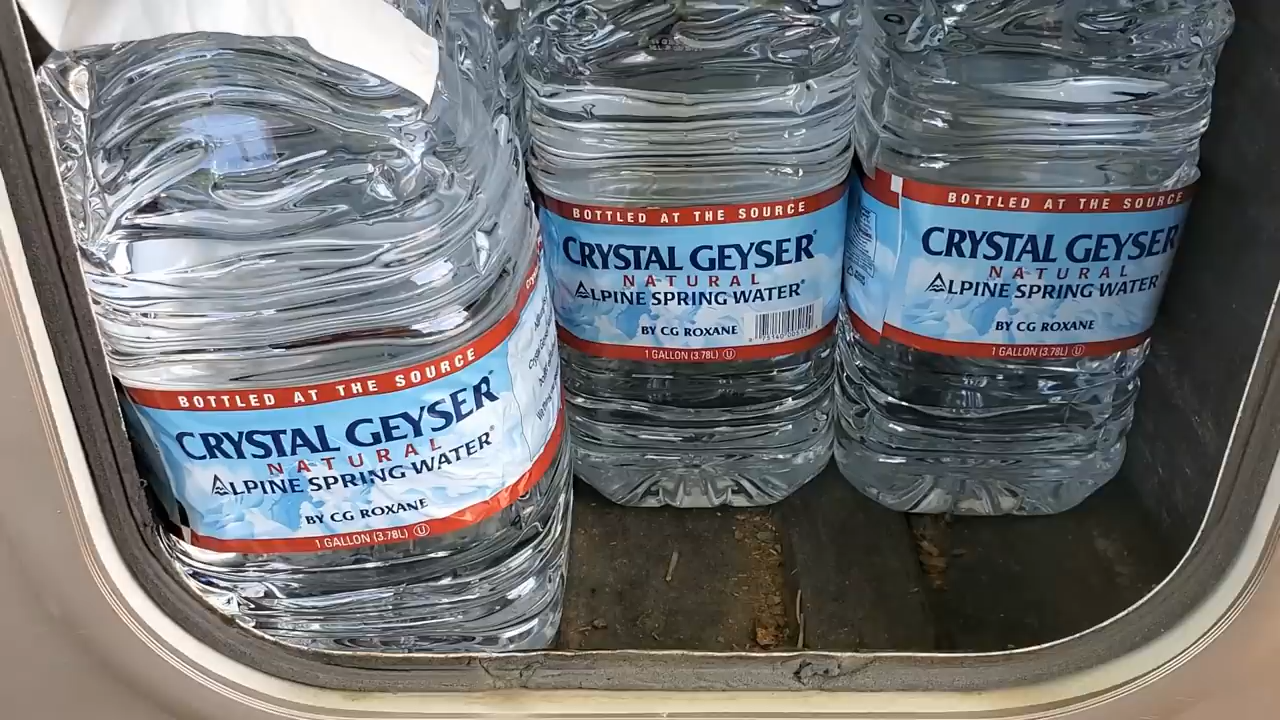 BOTTLED AT THE SOURCE
CRYSTAL GEYSER®
NATURAL
ALPINE SPRING WATER®
BY CG ROXANE
1 GALLON (3.78L) Ⓤ
BOTTLED AT THE SOURCE
CRYSTAL GEYSER®
NATURAL
ALPINE SPRING WATER®
BY CG ROXANE
1 GALLON (3.78L) Ⓤ
BOTTLED AT THE SOURCE
CRYSTAL GEYSER
NATURAL
ALPINE SPRING WATER®
BY CG ROXANE
1 GALLON (3.78L) Ⓤ